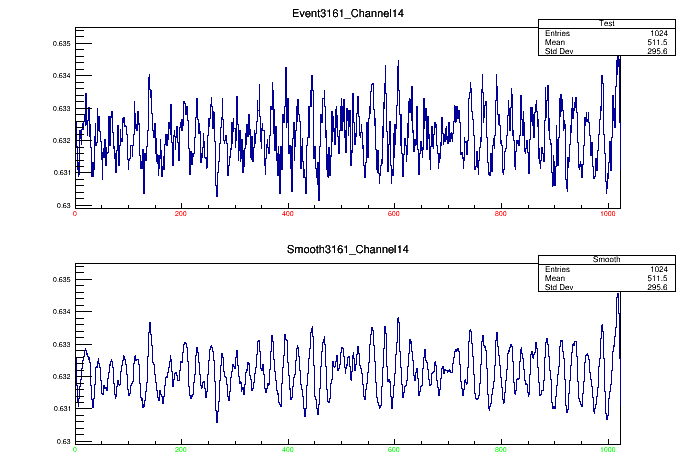 Event3161_Channel14
Test
Entries 1024
Mean 511.5
Std Dev 295.6
0.635
0.634
0.633
0.632
0.631
0.63
0 200 400 600 800 1000
Smooth3161_Channel14
Smooth
Entries 1024
Mean 511.5
Std Dev 295.6
0.635
0.634
0.633
0.632
0.631
0.63
0 200 400 600 800 1000